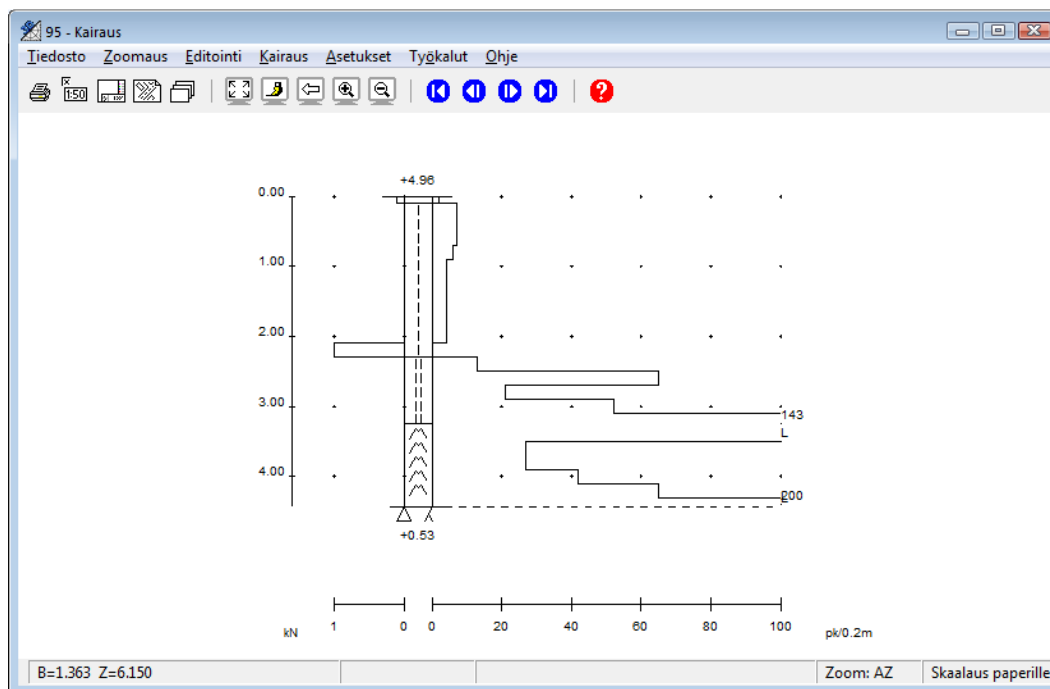 95 - Kairaus
Tiedosto Zoomaus Editointi Kairaus Asetukset Työkalut Ohje
1:50
+4.96
0.00
1.00
2.00
3.00
143
L
4.00
200
+0.53
kN 1 0 0 20 40 60 80 100 pk/0.2m
B=1.363 Z=6.150 Zoom: AZ Skaalaus paperille